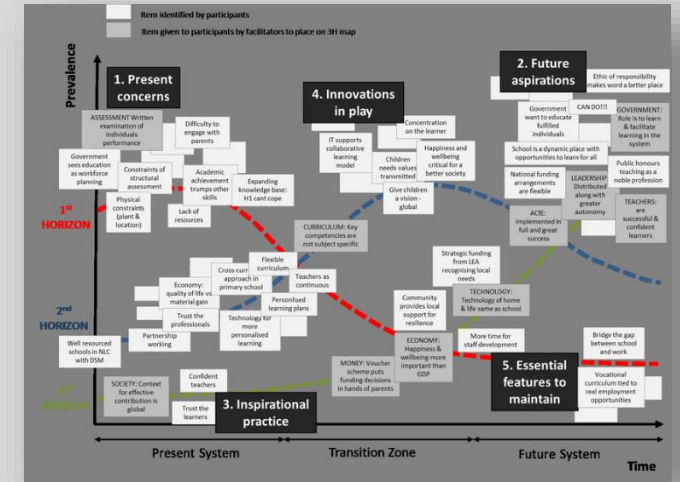 Item identified by participants
Item given to participants by facilitators to place on 3H map
Prevalence
1. Present
concerns
ASSESSMENT Written
examination of
individuals
performance
Difficulty to
engage with
parents
Government
sees education
as workforce
planning
Constraints of
structural
assessment
Academic
achievement
tramps other
skills
Expanding
knowledge base:
H1 cant cope
Physical
constraints
(plant &
location)
Lack of
resources
1st
HORIZON
4. Innovations
in play
Concentration
on the learner
IT supports
collaborative
learning
model
Children
needs values
transmitted
Happiness and
wellbeing
critical for a
better society
Give children
a vision -
global
2. Future
aspirations
Ethic of responsibility
makes word a better place
Government
want to educate
fulfilled
individuals
CAN DO!!!
GOVERNMENT:
Role is to learn
& facilitate
learning in the
system
School is a dynamic place with
opportunities to learn for all
National funding
arrangements
are flexible
LEADERSHIP
Distributed
along with
greater
autonomy
Public honours
teaching as a
noble profession
TEACHERS:
are successful &
confident
learners
ACfE:
implemented in
full and great
success
CURRICULUM: Key
competencies are
not subject specific
Flexible
curriculum
Cross-curr
approach in
primary school
Teachers as
continuous
Economy:
quality of life vs
material gain
Personlised
learning plans
Trust the
professionals
Technology for
more
personalised
learning
2nd
HORIZON
Partnership
working
Well resourced
schools in NLC
with DSM
Strategic funding
from LEA
recognising local
needs
TECHNOLOGY:
Technology of home
& life same as school
Community
provides local
support for
resilience
ECONOMY:
Happiness &
wellbeing more
important than
GDP
More time for
staff development
MONEY: Voucher
scheme puts
funding decisions
in hands of parents
Bridge the gap
between school
and work
5. Essential
features to
maintain
Vocational
curriculum tied to
real employment
opportunities
SOCIETY: Context
for effective
contribution is
global
Confident
teachers
Trust the
learners
3. Inspirational
practice
Present System
Transition Zone
Future System
Time